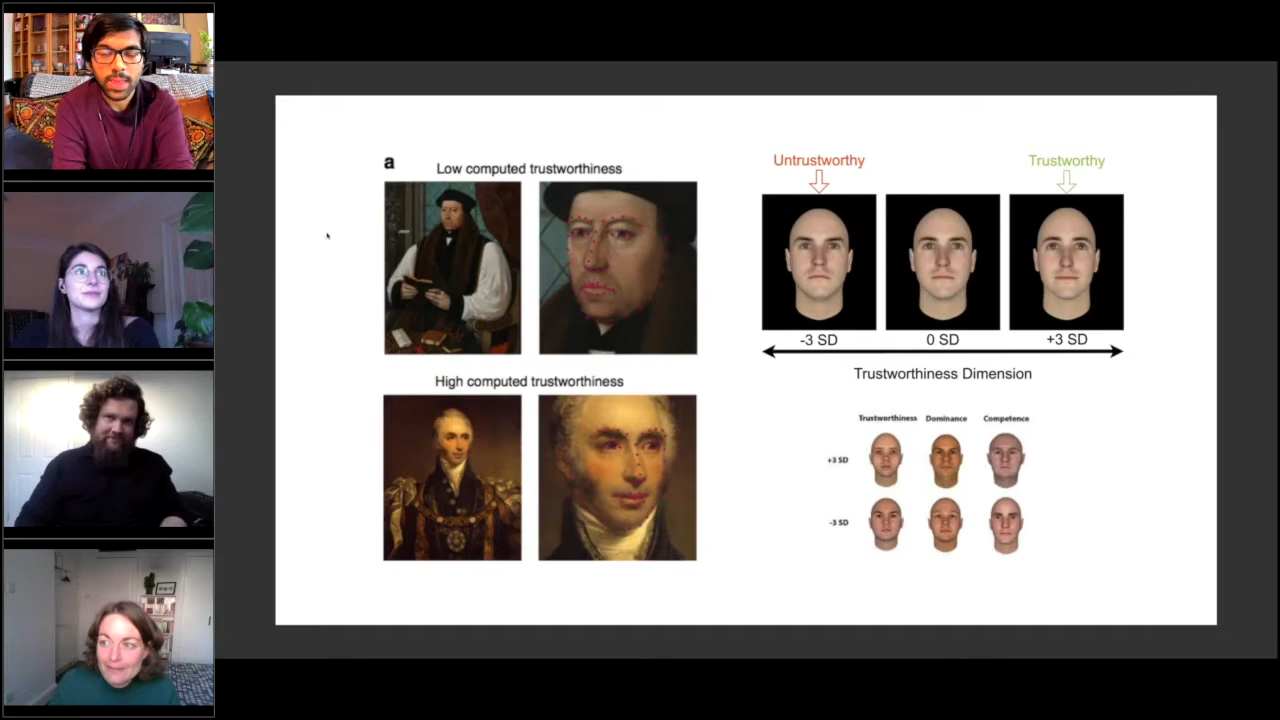 a
Low computed trustworthiness
High computed trustworthiness
Untrustworthy
Trustworthy
-3 SD
0 SD
+3 SD
Trustworthiness Dimension
Trustworthiness
Dominance
Competence
+3 SD
-3 SD